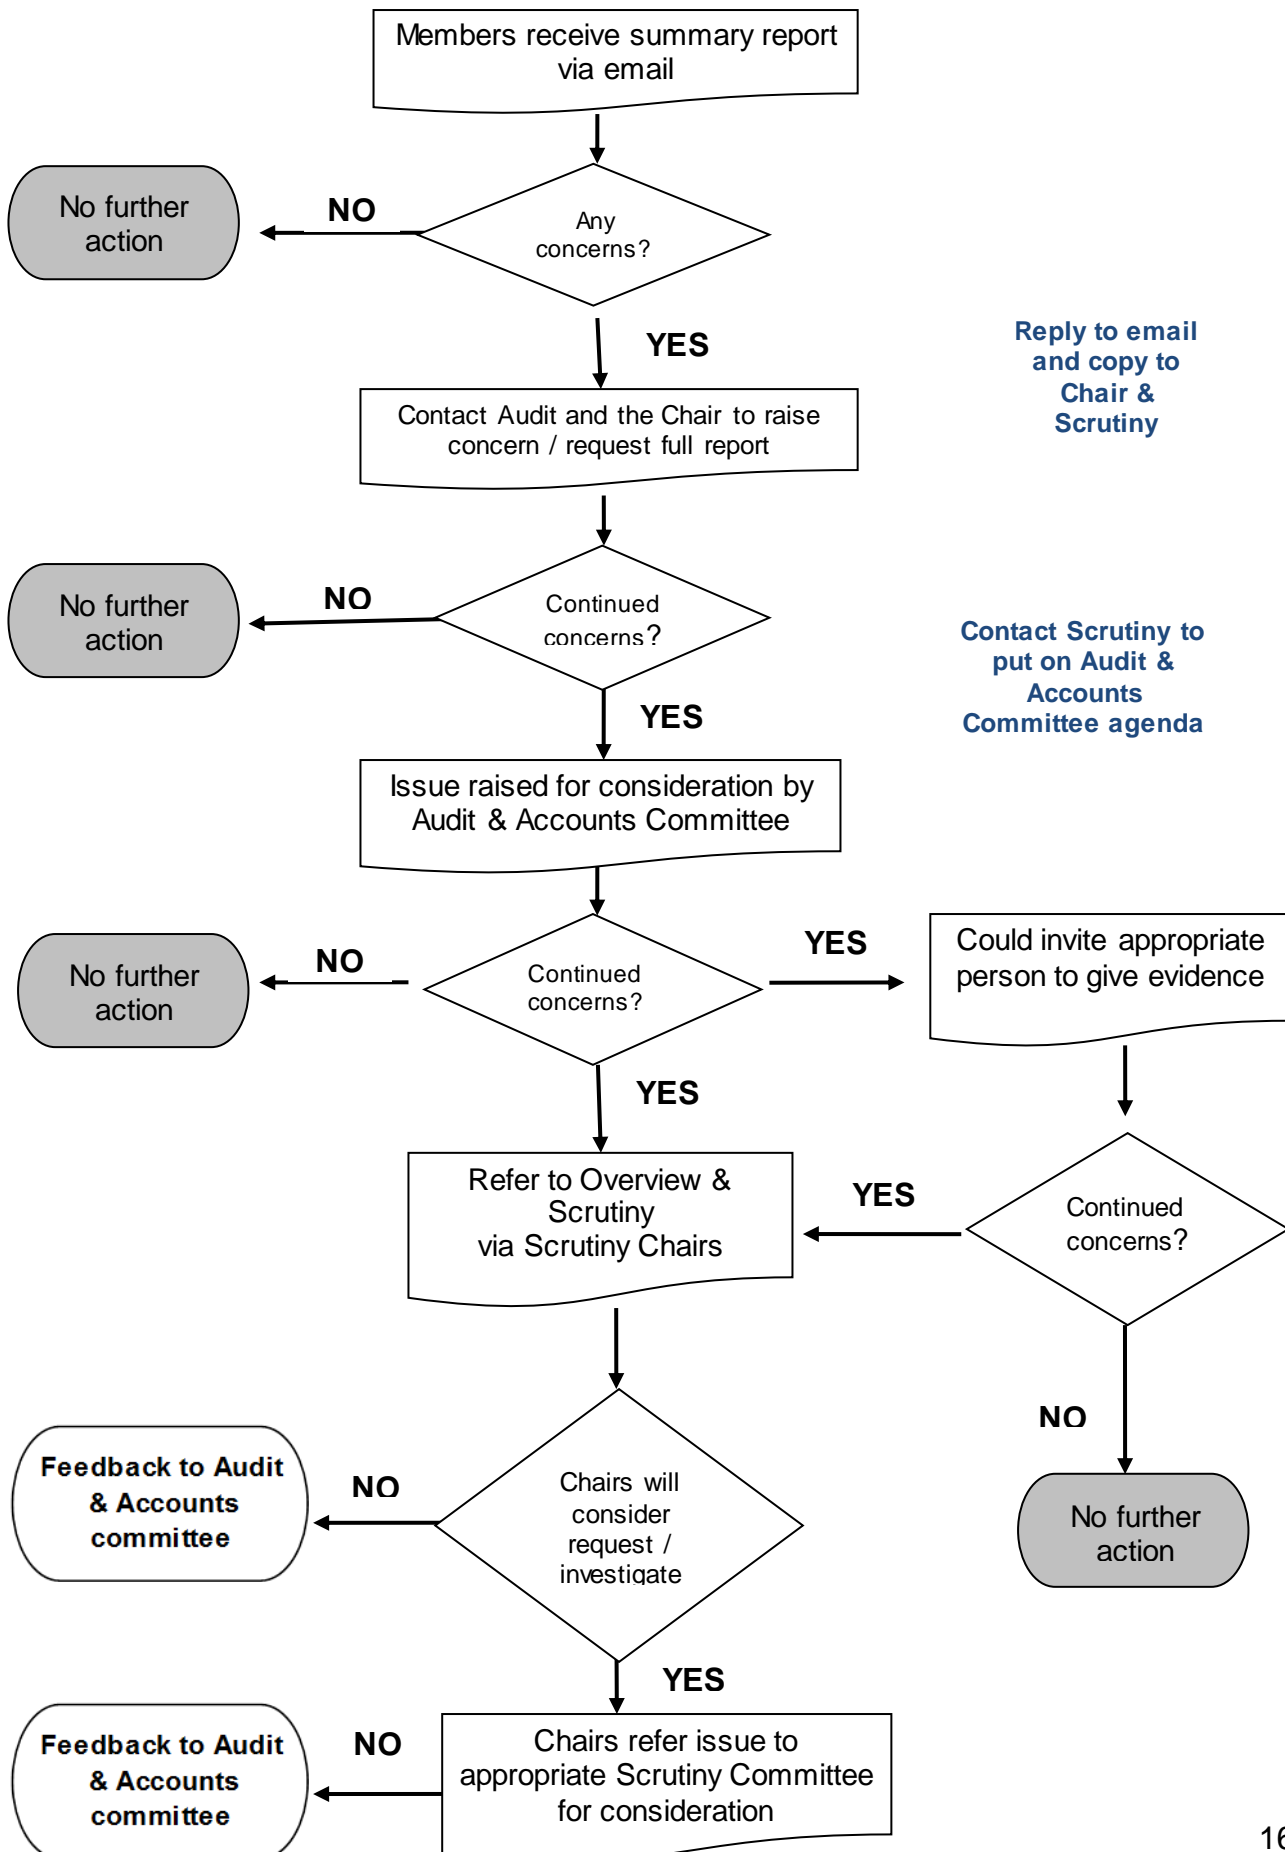 Members receive summary report
via email
No further
action
NO
Any
concerns?
YES
Reply to email
and copy to
Chair &
Scrutiny
Contact Audit and the Chair to raise
concern / request full report
No further
action
NO
Continued
concerns?
Contact Scrutiny to
put on Audit &
Accounts
Committee agenda
YES
Issue raised for consideration by
Audit & Accounts Committee
No further
action
NO
Continued
concerns?
YES
Could invite appropriate
person to give evidence
YES
Refer to Overview &
Scrutiny
via Scrutiny Chairs
YES
Continued
concerns?
NO
No further
action
Feedback to Audit
& Accounts
committee
NO
Chairs will
consider
request /
investigate
YES
Feedback to Audit
& Accounts
committee
NO
Chairs refer issue to
appropriate Scrutiny Committee
for consideration
16